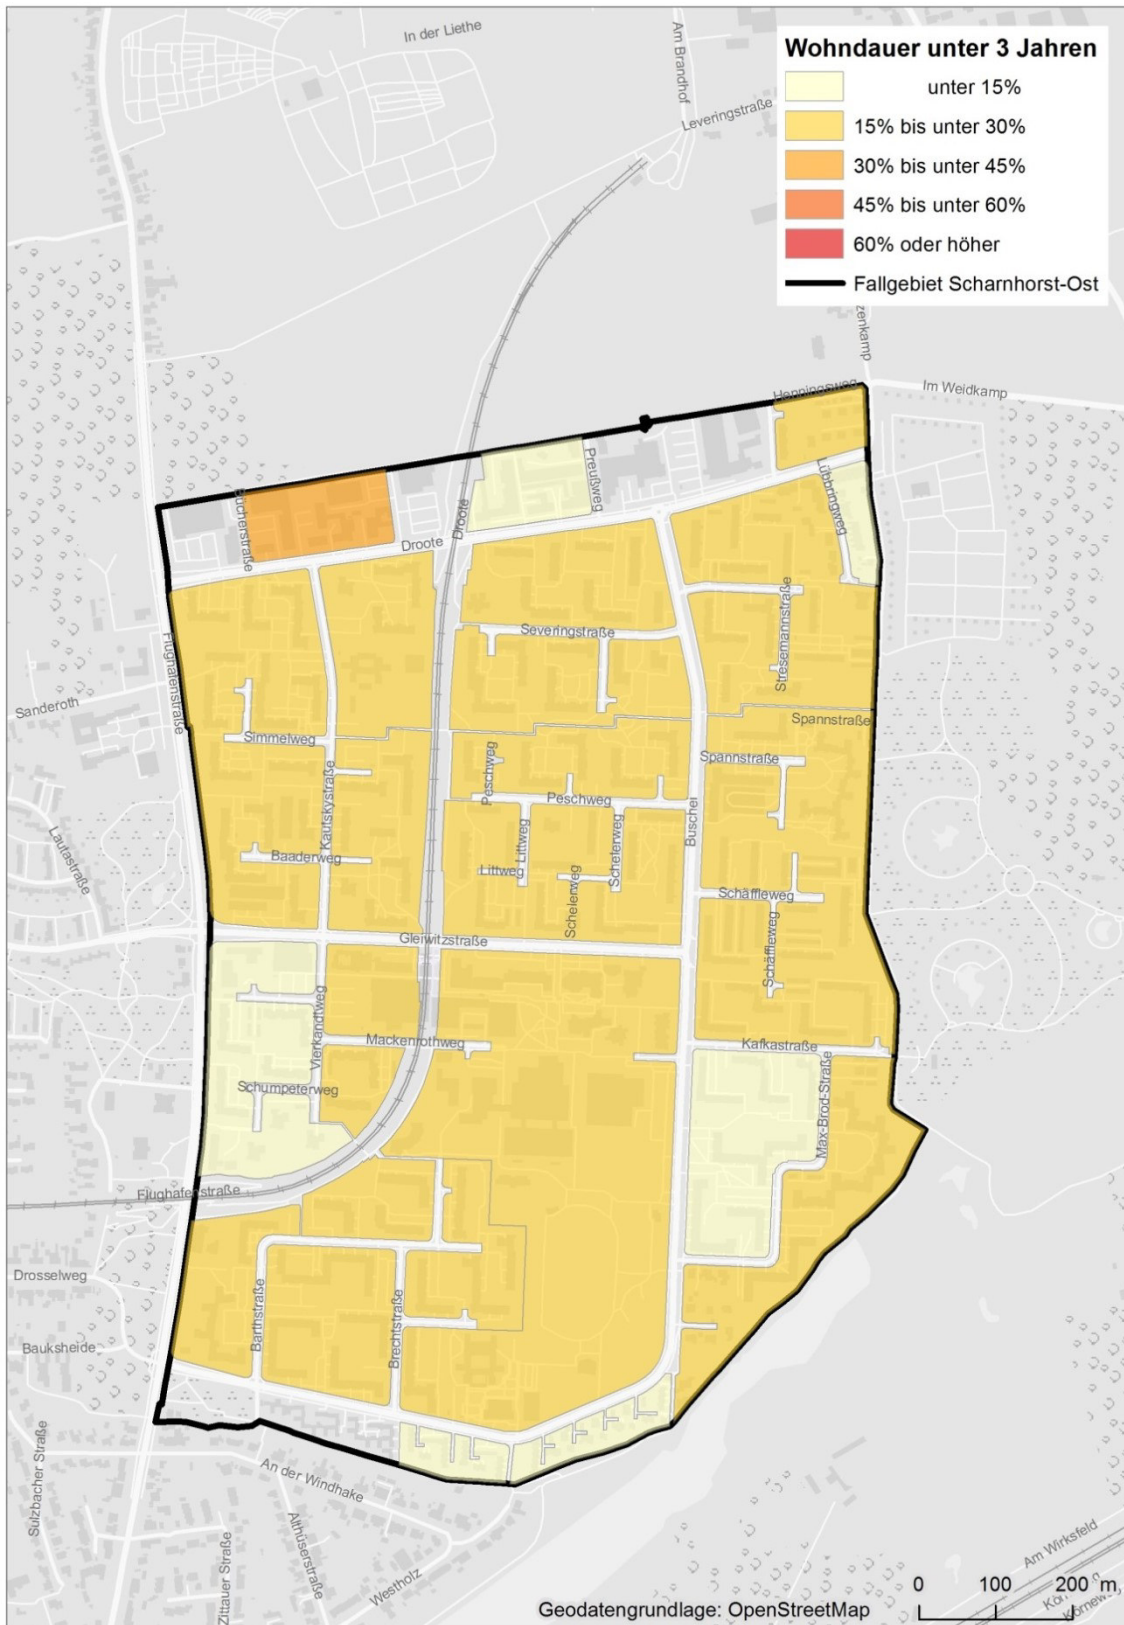 In der Liethe
Am Brandhof
Leveringstraße
Wohndauer unter 3 Jahren
unter 15%
15% bis unter 30%
30% bis unter 45%
45% bis unter 60%
60% oder höher
Fallgebiet Scharnhorst-Ost
zenkamp
Im Weidkamp
Henningsweg
Preußweg
Lübbringweg
Bücherstraße
Droote
Droote
Severingstraße
Stresemannstraße
Flughafenstraße
Sanderoth
Simmelweg
Spannstraße
Spannstraße
Kautskystraße
Peschweg
Peschweg
Buschei
Lautastraße
Baaderweg
Littweg
Littweg
Schelerweg
Schelerweg
Schäffleweg
Schäffleweg
Gleiwitzstraße
Vierkandtweg
Mackenrothweg
Kafkastraße
Schumpeterweg
Max-Brod-Straße
Flughafenstraße
Drosselweg
Barthstraße
Brechtstraße
Bauksheide
Sulzbacher Straße
An der Windhake
Althüserstraße
Zittauer Straße
Westholz
Am Wirksfeld
0 100 200 m
Geodatengrundlage: OpenStreetMap